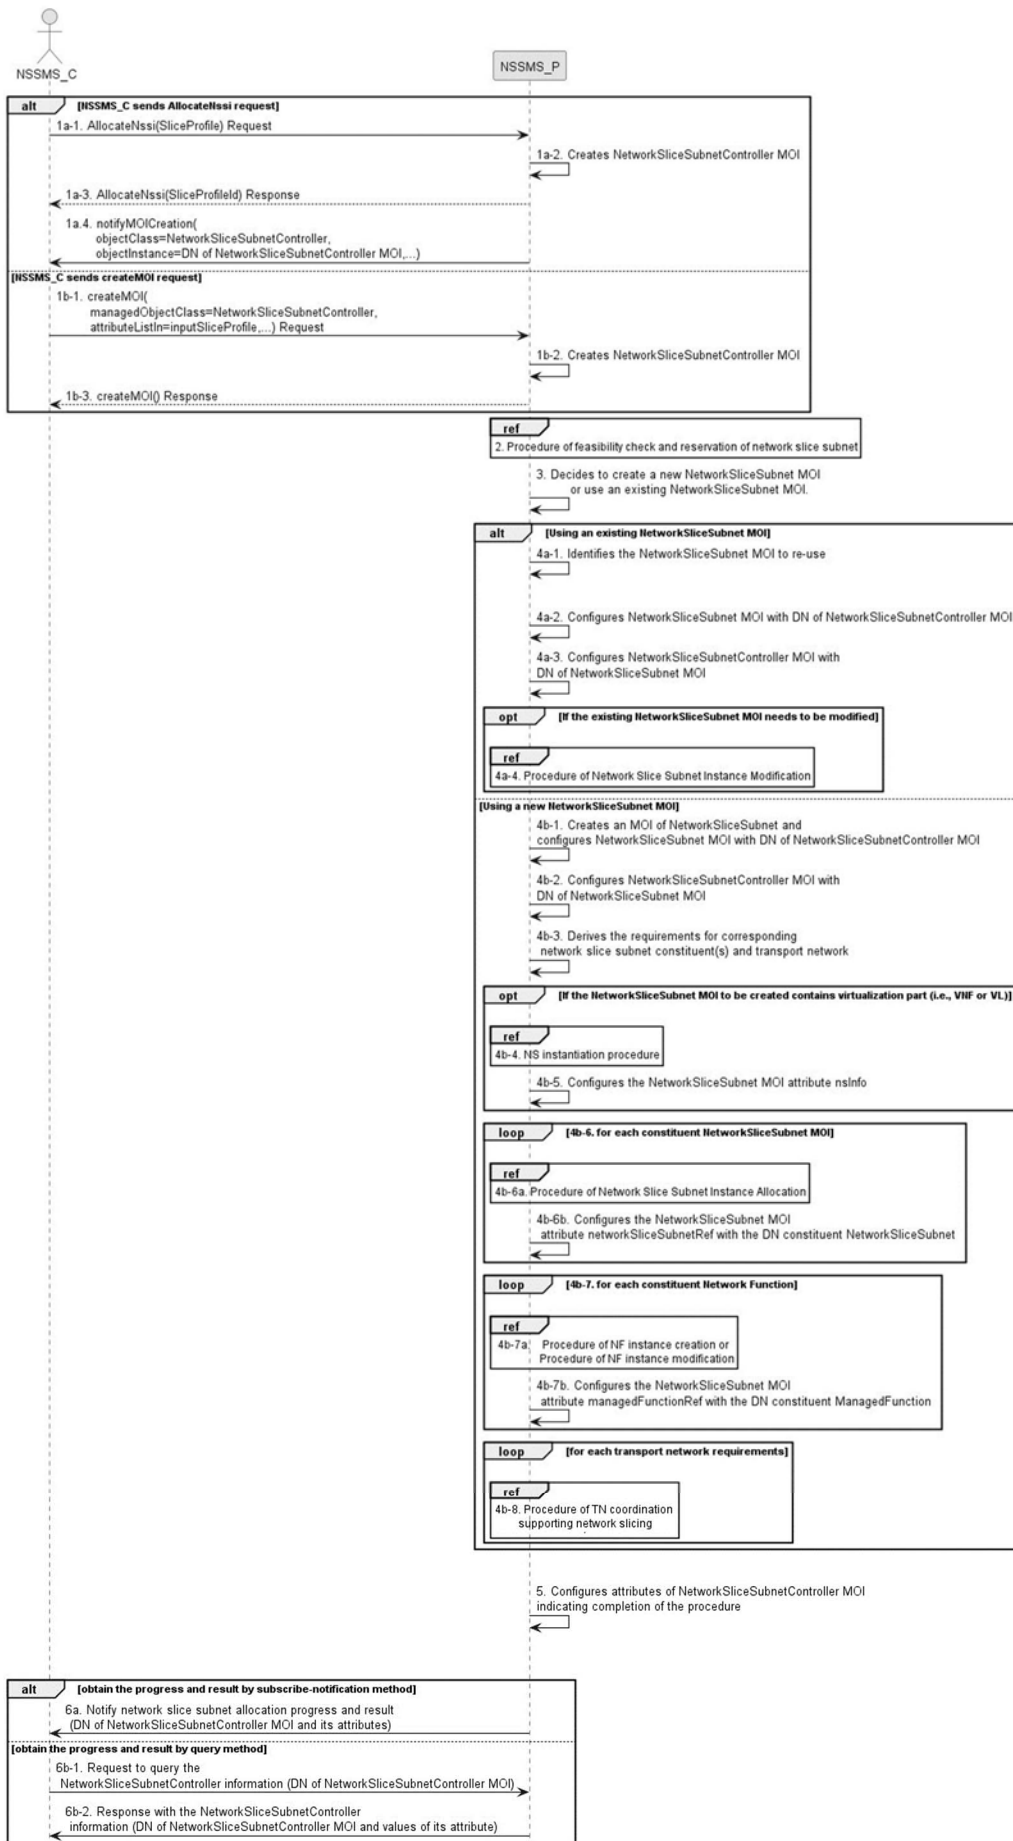 NSSMS_C
NSSMS_P
alt [NSSMS_C sends AllocateNssi request]
1a-1. AllocateNssi(SliceProfile) Request
1a-2. Creates NetworkSliceSubnetController MOI
1a-3. AllocateNssi(SliceProfileId) Response
1a.4. notifyMOICreation(
objectClass=NetworkSliceSubnetController,
objectInstance=DN of NetworkSliceSubnetController MOI,...)
[NSSMS_C sends createMOI request]
1b-1. createMOI(
managedObjectClass=NetworkSliceSubnetController,
attributeListIn=inputSliceProfile,...) Request
1b-2. Creates NetworkSliceSubnetController MOI
1b-3. createMOI() Response
ref
2. Procedure of feasibility check and reservation of network slice subnet
3. Decides to create a new NetworkSliceSubnet MOI
or use an existing NetworkSliceSubnet MOI.
alt [Using an existing NetworkSliceSubnet MOI]
4a-1. Identifies the NetworkSliceSubnet MOI to re-use
4a-2. Configures NetworkSliceSubnet MOI with DN of NetworkSliceSubnetController MOI
4a-3. Configures NetworkSliceSubnetController MOI with
DN of NetworkSliceSubnet MOI
opt [If the existing NetworkSliceSubnet MOI needs to be modified]
ref
4a-4. Procedure of Network Slice Subnet Instance Modification
[Using a new NetworkSliceSubnet MOI]
4b-1. Creates an MOI of NetworkSliceSubnet and
configures NetworkSliceSubnet MOI with DN of NetworkSliceSubnetController MOI
4b-2. Configures NetworkSliceSubnetController MOI with
DN of NetworkSliceSubnet MOI
4b-3. Derives the requirements for corresponding
network slice subnet constituent(s) and transport network
opt [If the NetworkSliceSubnet MOI to be created contains virtualization part (i.e., VNF or VL)]
ref
4b-4. NS instantiation procedure
4b-5. Configures the NetworkSliceSubnet MOI attribute nsInfo
loop [4b-6. for each constituent NetworkSliceSubnet MOI]
ref
4b-6a. Procedure of Network Slice Subnet Instance Allocation
4b-6b. Configures the NetworkSliceSubnet MOI
attribute networkSliceSubnetRef with the DN constituent NetworkSliceSubnet
loop [4b-7. for each constituent Network Function]
ref
4b-7a. Procedure of NF instance creation or
Procedure of NF instance modification
4b-7b. Configures the NetworkSliceSubnet MOI
attribute managedFunctionRef with the DN constituent ManagedFunction
loop [for each transport network requirements]
ref
4b-8. Procedure of TN coordination
supporting network slicing
5. Configures attributes of NetworkSliceSubnetController MOI
indicating completion of the procedure
alt [obtain the progress and result by subscribe-notification method]
6a. Notify network slice subnet allocation progress and result
(DN of NetworkSliceSubnetController MOI and its attributes)
[obtain the progress and result by query method]
6b-1. Request to query the
NetworkSliceSubnetController information (DN of NetworkSliceSubnetController MOI)
6b-2. Response with the NetworkSliceSubnetController
information (DN of NetworkSliceSubnetController MOI and values of its attribute)